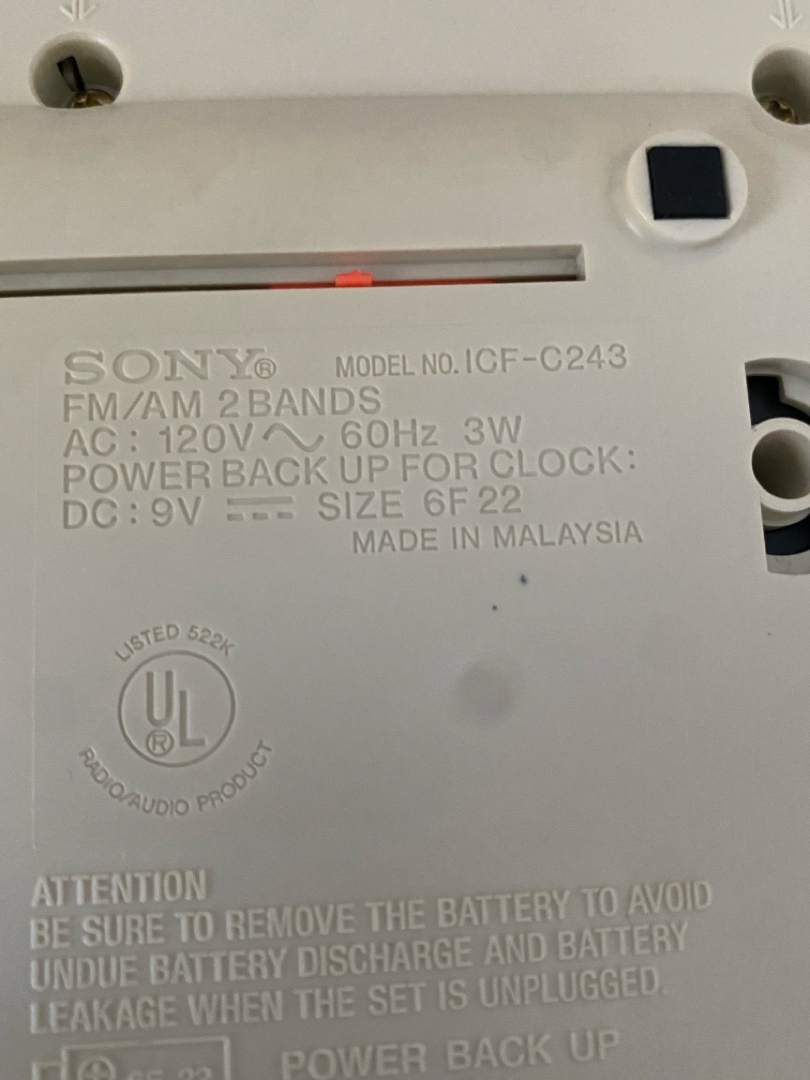 SONY® MODEL NO. ICF-C243
FM/AM 2 BANDS
AC: 120V ∿ 60Hz 3W
POWER BACK UP FOR CLOCK:
DC: 9V ⎓ SIZE 6F 22
MADE IN MALAYSIA
LISTED 522K
UL®
RADIO/AUDIO PRODUCT
ATTENTION
BE SURE TO REMOVE THE BATTERY TO AVOID
UNDUE BATTERY DISCHARGE AND BATTERY
LEAKAGE WHEN THE SET IS UNPLUGGED.
POWER BACK UP